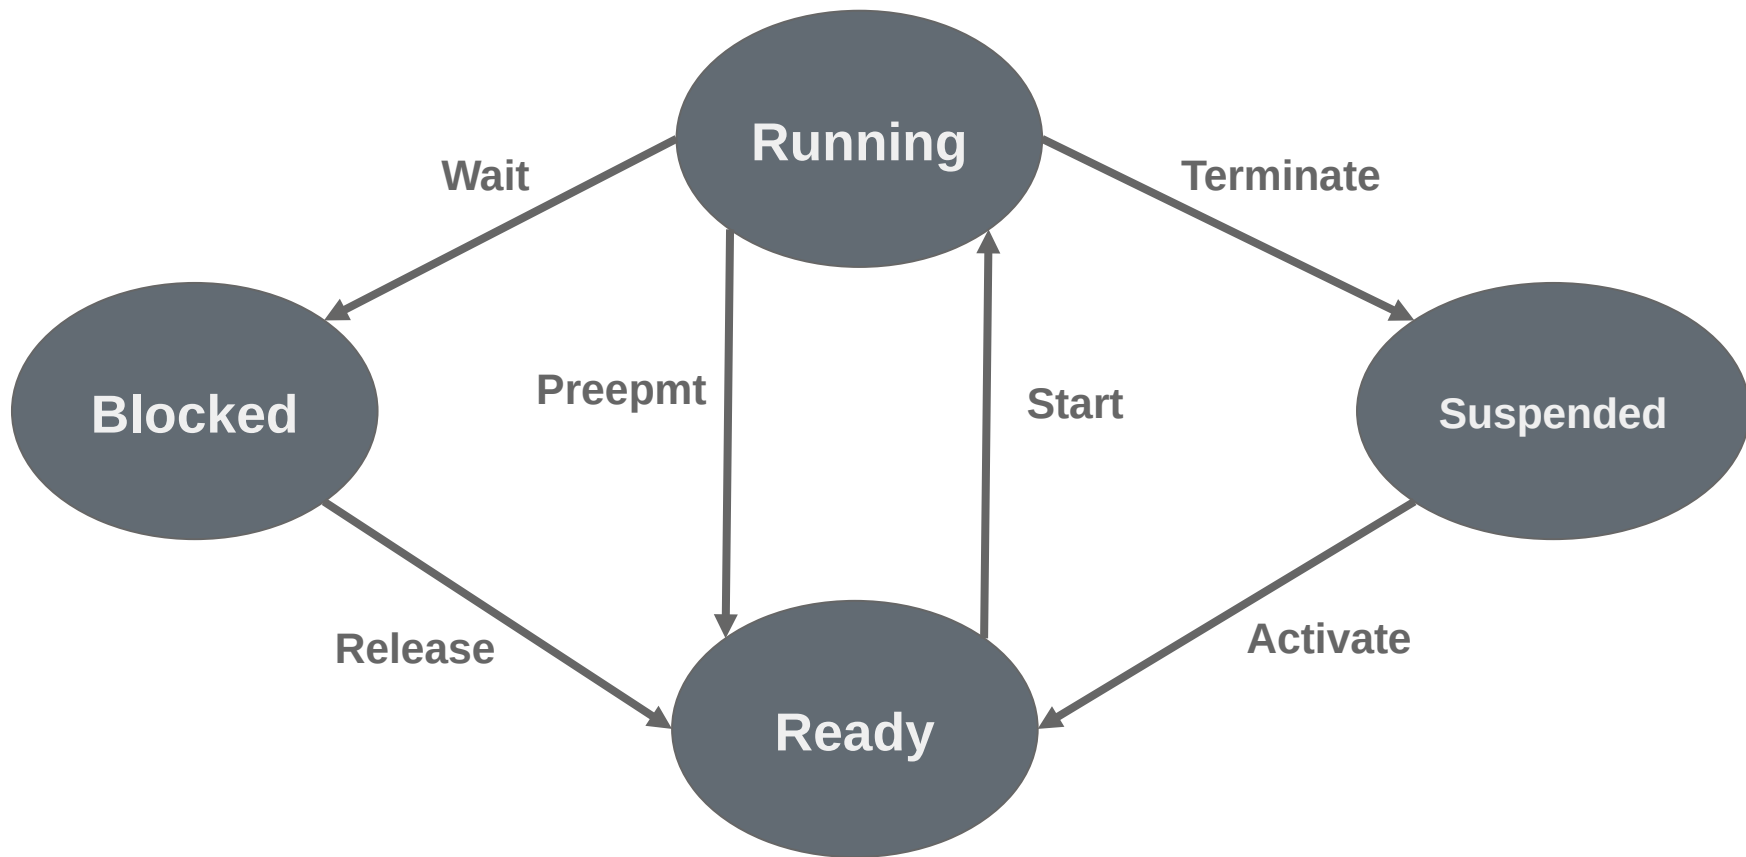 Running
Wait
Terminate
Preepmt
Start
Blocked
Suspended
Release
Activate
Ready